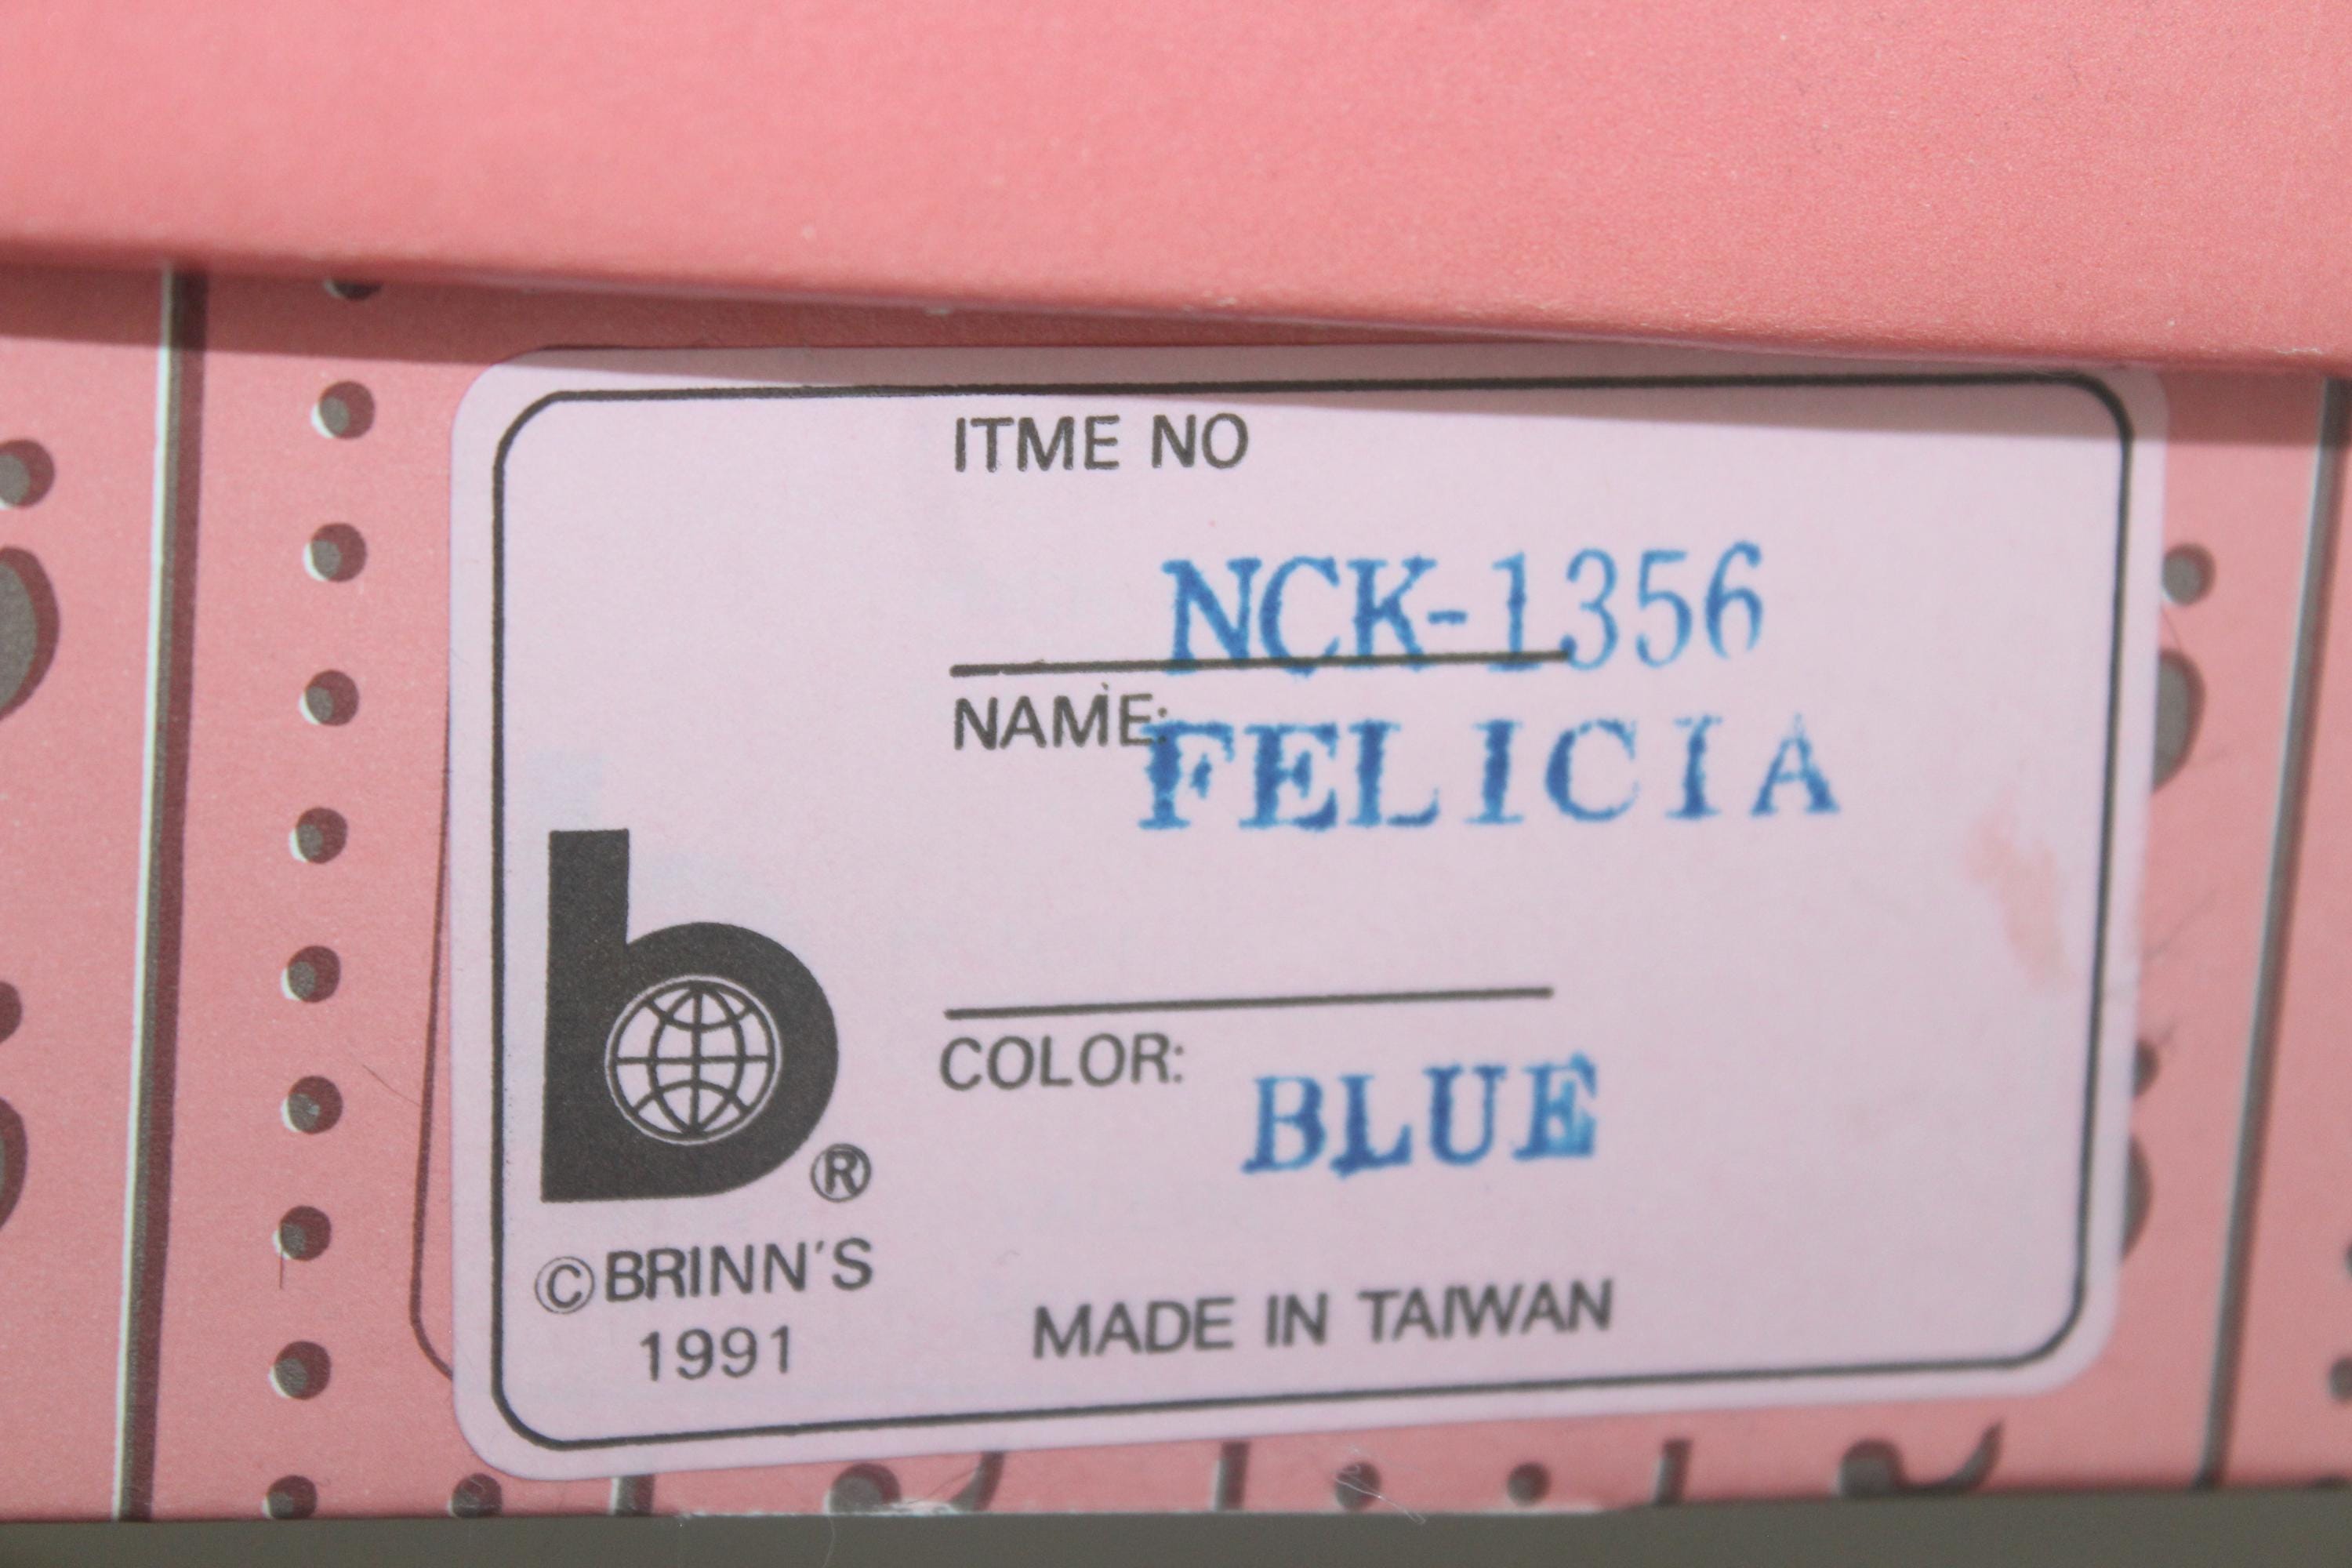 ITME NO
NCK-1356
NAME:
FELICIA
COLOR:
BLUE
b®
©BRINN'S
1991
MADE IN TAIWAN